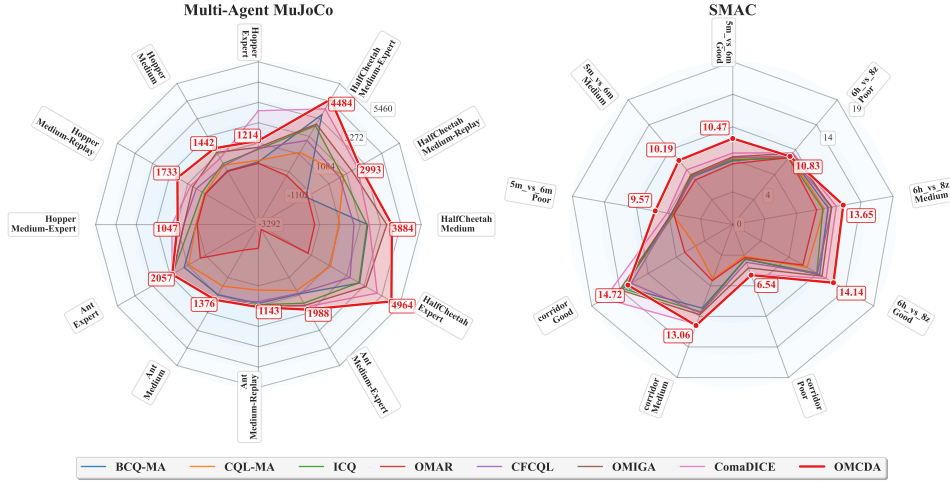 Multi-Agent MuJoCo
SMAC
Hopper
Expert
Hopper
Medium
Hopper
Medium-Replay
Hopper
Medium-Expert
Ant
Expert
Ant
Medium
Ant
Medium-Replay
Ant
Medium-Expert
HalfCheetah
Expert
HalfCheetah
Medium
HalfCheetah
Medium-Replay
HalfCheetah
Medium-Expert
1214
1442
1733
1047
2057
1376
1143
1988
4964
3884
2993
4484
5460
1084
-3292
5m_vs_6m
Good
5m_vs_6m
Medium
5m_vs_6m
Poor
corridor
Good
corridor
Medium
corridor
Poor
6h_vs_8z
Good
6h_vs_8z
Medium
6h_vs_8z
Poor
10.47
10.19
9.57
14.72
13.06
6.54
14.14
13.65
10.83
19
14
4
0
BCQ-MA CQL-MA ICQ OMAR CFCQL OMIGA ComaDICE OMCDA